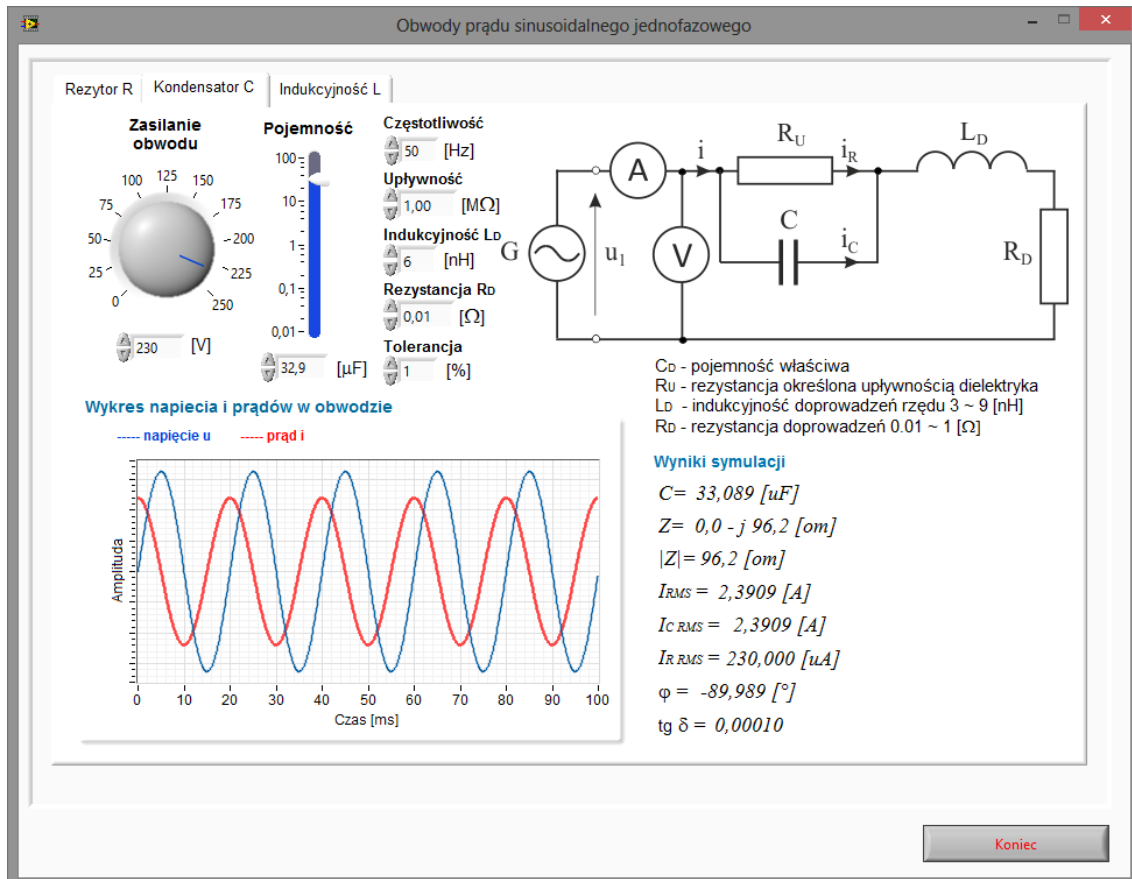 Obwody prądu sinusoidalnego jednofazowego
Rezytor R
Kondensator C
Indukcyjność L
Zasilanie
obwodu
0
25
50
75
100
125
150
175
200
225
250
230 [V]
Pojemność
100
10
1
0,1
0,01
32,9 [µF]
Częstotliwość
50 [Hz]
Upływność
1,00 [MΩ]
Indukcyjność LD
6 [nH]
Rezystancja RD
0,01 [Ω]
Tolerancja
1 [%]
G
u1
A
V
i
RU
iR
C
iC
LD
RD
CD - pojemność właściwa
RU - rezystancja określona upływnością dielektryka
LD - indukcyjność doprowadzeń rzędu 3 ~ 9 [nH]
RD - rezystancja doprowadzeń 0.01 ~ 1 [Ω]
Wykres napiecia i prądów w obwodzie
----- napięcie u ----- prąd i
Amplituda
0 10 20 30 40 50 60 70 80 90 100
Czas [ms]
Wyniki symulacji
C= 33,089 [uF]
Z= 0,0 - j 96,2 [om]
|Z|= 96,2 [om]
IRMS = 2,3909 [A]
IC RMS = 2,3909 [A]
IR RMS = 230,000 [uA]
φ = -89,989 [°]
tg δ = 0,00010
Koniec